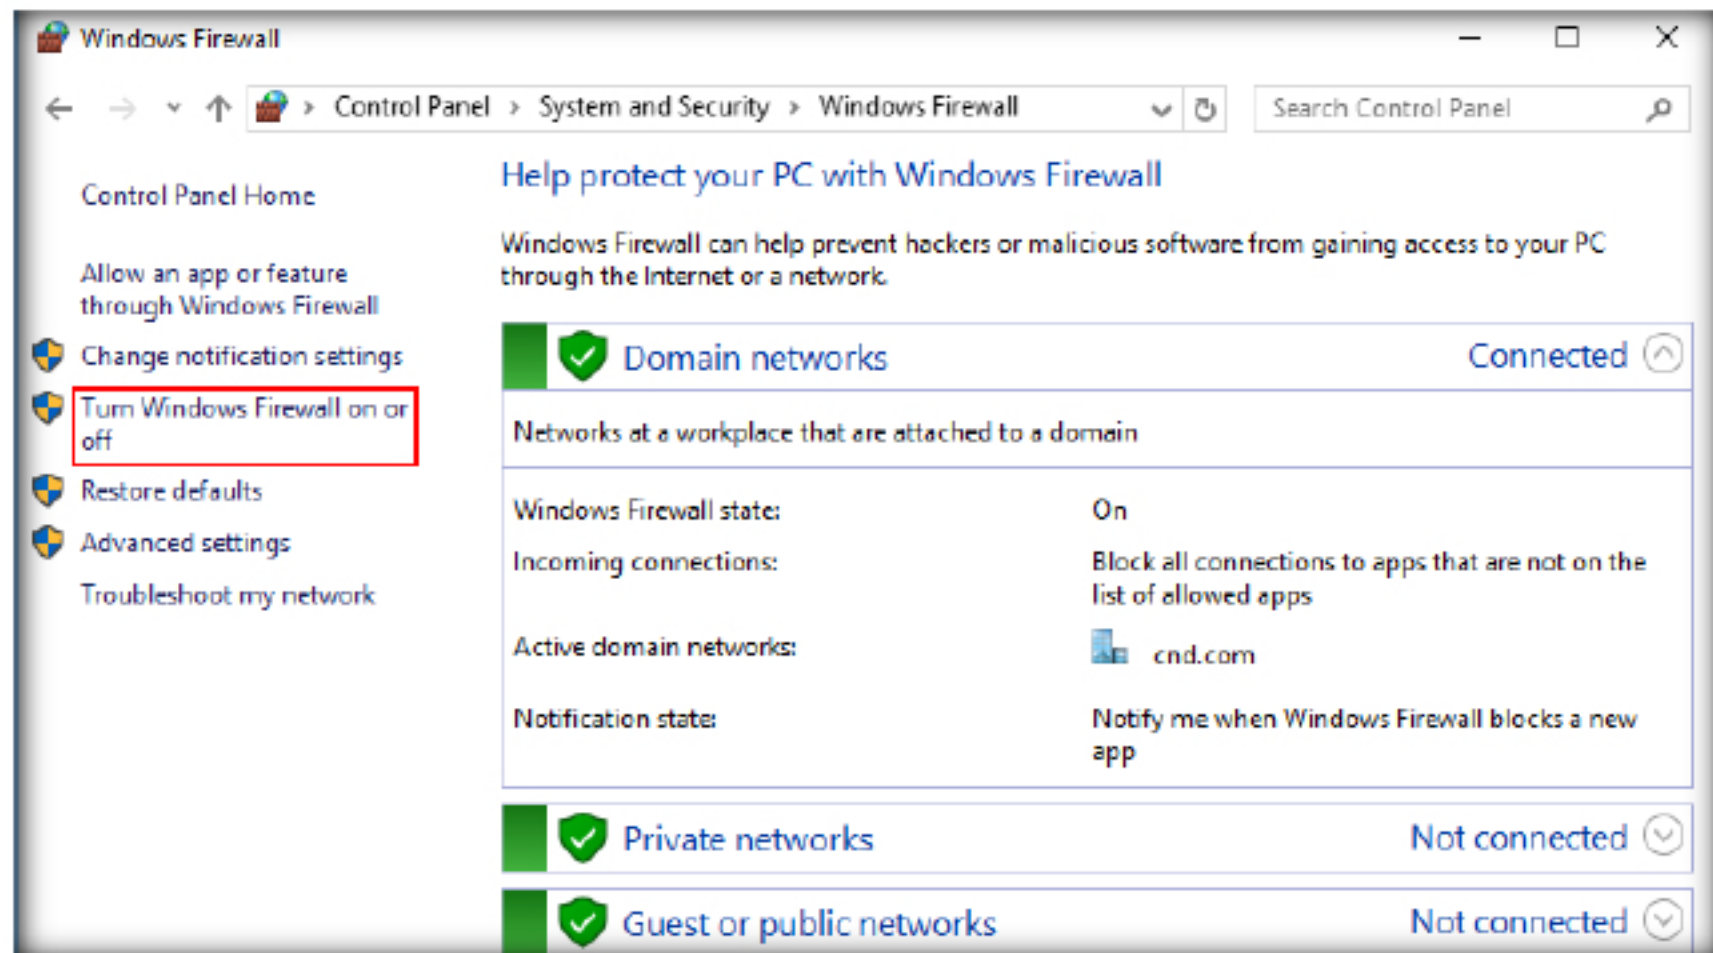 Windows Firewall
Control Panel > System and Security > Windows Firewall
Search Control Panel
Control Panel Home
Allow an app or feature
through Windows Firewall
Change notification settings
Turn Windows Firewall on or
off
Restore defaults
Advanced settings
Troubleshoot my network
Help protect your PC with Windows Firewall
Windows Firewall can help prevent hackers or malicious software from gaining access to your PC
through the Internet or a network.
Domain networks Connected
Networks at a workplace that are attached to a domain
Windows Firewall state: On
Incoming connections: Block all connections to apps that are not on the
list of allowed apps
Active domain networks: cnd.com
Notification state: Notify me when Windows Firewall blocks a new
app
Private networks Not connected
Guest or public networks Not connected